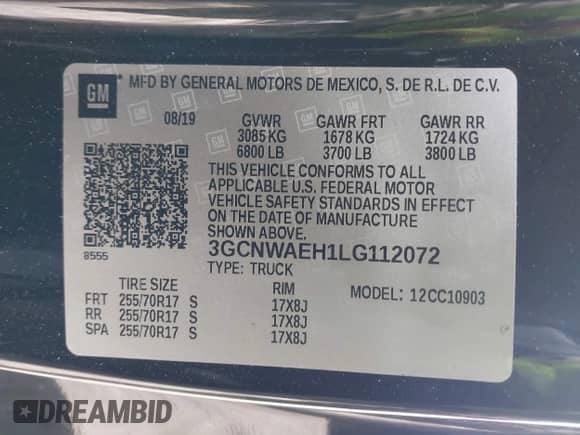 GM
MFD BY GENERAL MOTORS DE MEXICO, S. DE R.L. DE C.V.
08/19 GVWR GAWR FRT GAWR RR
3085 KG 1678 KG 1724 KG
6800 LB 3700 LB 3800 LB
THIS VEHICLE CONFORMS TO ALL
APPLICABLE U.S. FEDERAL MOTOR
VEHICLE SAFETY STANDARDS IN EFFECT
ON THE DATE OF MANUFACTURE
SHOWN ABOVE.
8555
3GCNWAEH1LG112072
TYPE: TRUCK
TIRE SIZE RIM MODEL: 12CC10903
FRT 255/70R17 S 17X8J
RR 255/70R17 S 17X8J
SPA 255/70R17 S 17X8J
DREAMBID